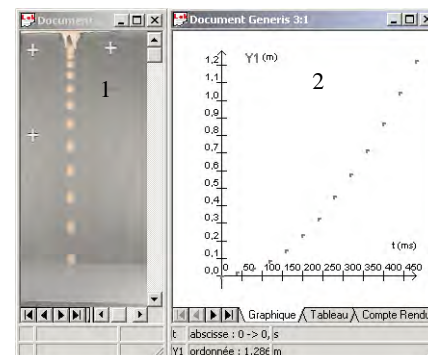 Document
1
Document Generis 3:1
Y1 (m)
2
1,2
1,1
1,0
0,9
0,8
0,7
0,6
0,5
0,4
0,3
0,2
0,1
0,0
0 50 100 150 200 250 300 350 400 450
t (ms)
Graphique Tableau Compte Rendu
t abscisse : 0 -> 0, s
Y1 ordonnée : 1.286 m